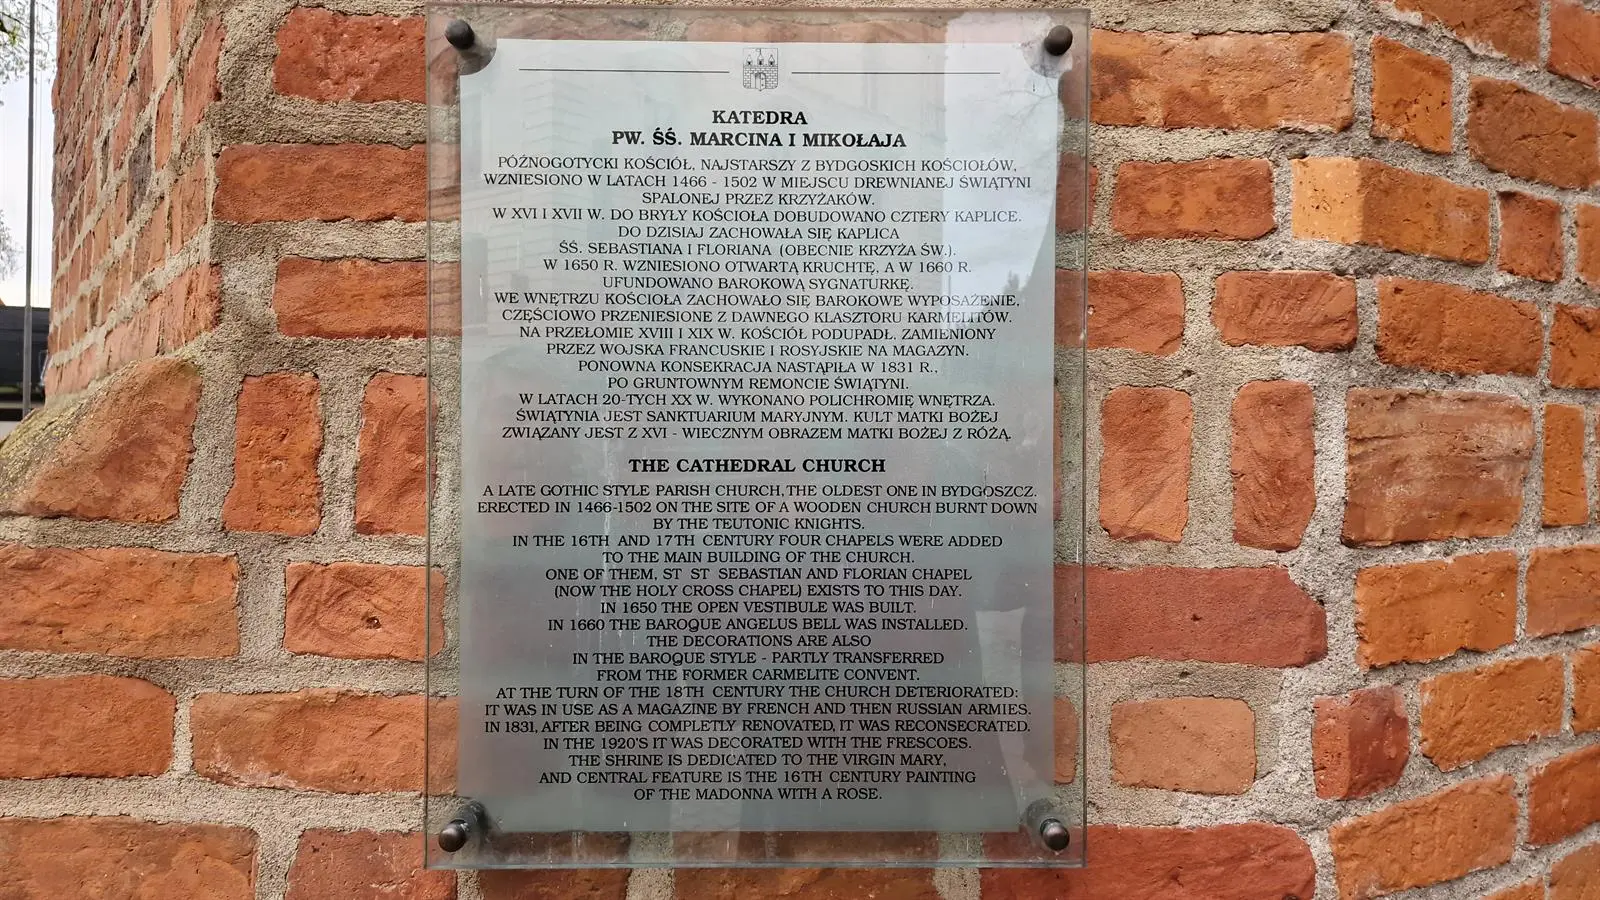 KATEDRA
PW. ŚŚ. MARCINA I MIKOŁAJA
PÓŹNOGOTYCKI KOŚCIÓŁ, NAJSTARSZY Z BYDGOSKICH KOŚCIOŁÓW,
WZNIESIONO W LATACH 1466 - 1502 W MIEJSCU DREWNIANEJ ŚWIĄTYNI
SPALONEJ PRZEZ KRZYŻAKÓW.
W XVI I XVII W. DO BRYŁY KOŚCIOŁA DOBUDOWANO CZTERY KAPLICE.
DO DZISIAJ ZACHOWAŁA SIĘ KAPLICA
ŚŚ. SEBASTIANA I FLORIANA (OBECNIE KRZYŻA ŚW.).
W 1650 R. WZNIESIONO OTWARTĄ KRUCHTĘ, A W 1660 R.
UFUNDOWANO BAROKOWĄ SYGNATURKĘ.
WE WNĘTRZU KOŚCIOŁA ZACHOWAŁO SIĘ BAROKOWE WYPOSAŻENIE,
CZĘŚCIOWO PRZENIESIONE Z DAWNEGO KLASZTORU KARMELITÓW.
NA PRZEŁOMIE XVIII I XIX W. KOŚCIÓŁ PODUPADŁ, ZAMIENIONY
PRZEZ WOJSKA FRANCUSKIE I ROSYJSKIE NA MAGAZYN.
PONOWNA KONSEKRACJA NASTĄPIŁA W 1831 R.,
PO GRUNTOWNYM REMONCIE ŚWIĄTYNI.
W LATACH 20-TYCH XX W. WYKONANO POLICHROMIĘ WNĘTRZA.
ŚWIĄTYNIA JEST SANKTUARIUM MARYJNYM. KULT MATKI BOŻEJ
ZWIĄZANY JEST Z XVI - WIECZNYM OBRAZEM MATKI BOŻEJ Z RÓŻĄ.
THE CATHEDRAL CHURCH
A LATE GOTHIC STYLE PARISH CHURCH, THE OLDEST ONE IN BYDGOSZCZ.
ERECTED IN 1466-1502 ON THE SITE OF A WOODEN CHURCH BURNT DOWN
BY THE TEUTONIC KNIGHTS.
IN THE 16TH AND 17TH CENTURY FOUR CHAPELS WERE ADDED
TO THE MAIN BUILDING OF THE CHURCH.
ONE OF THEM, ST ST SEBASTIAN AND FLORIAN CHAPEL
(NOW THE HOLY CROSS CHAPEL) EXISTS TO THIS DAY.
IN 1650 THE OPEN VESTIBULE WAS BUILT.
IN 1660 THE BAROQUE ANGELUS BELL WAS INSTALLED.
THE DECORATIONS ARE ALSO
IN THE BAROQUE STYLE - PARTLY TRANSFERRED
FROM THE FORMER CARMELITE CONVENT.
AT THE TURN OF THE 18TH CENTURY THE CHURCH DETERIORATED:
IT WAS IN USE AS A MAGAZINE BY FRENCH AND THEN RUSSIAN ARMIES.
IN 1831, AFTER BEING COMPLETLY RENOVATED, IT WAS RECONSECRATED.
IN THE 1920'S IT WAS DECORATED WITH THE FRESCOES.
THE SHRINE IS DEDICATED TO THE VIRGIN MARY,
AND CENTRAL FEATURE IS THE 16TH CENTURY PAINTING
OF THE MADONNA WITH A ROSE.